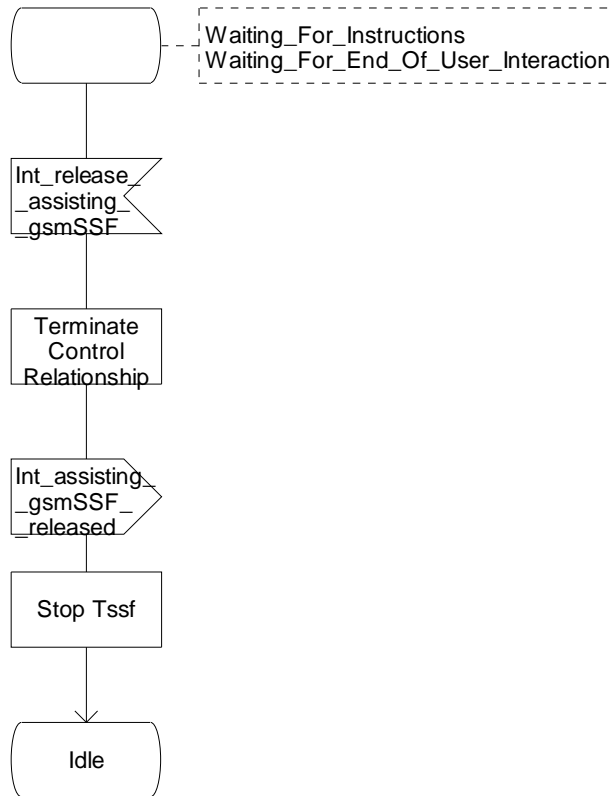 Waiting_For_Instructions
Waiting_For_End_Of_User_Interaction
Int_release_
_assisting_
_gsmSSF
Terminate
Control
Relationship
Int_assisting_
_gsmSSF_
_released
Stop Tssf
Idle